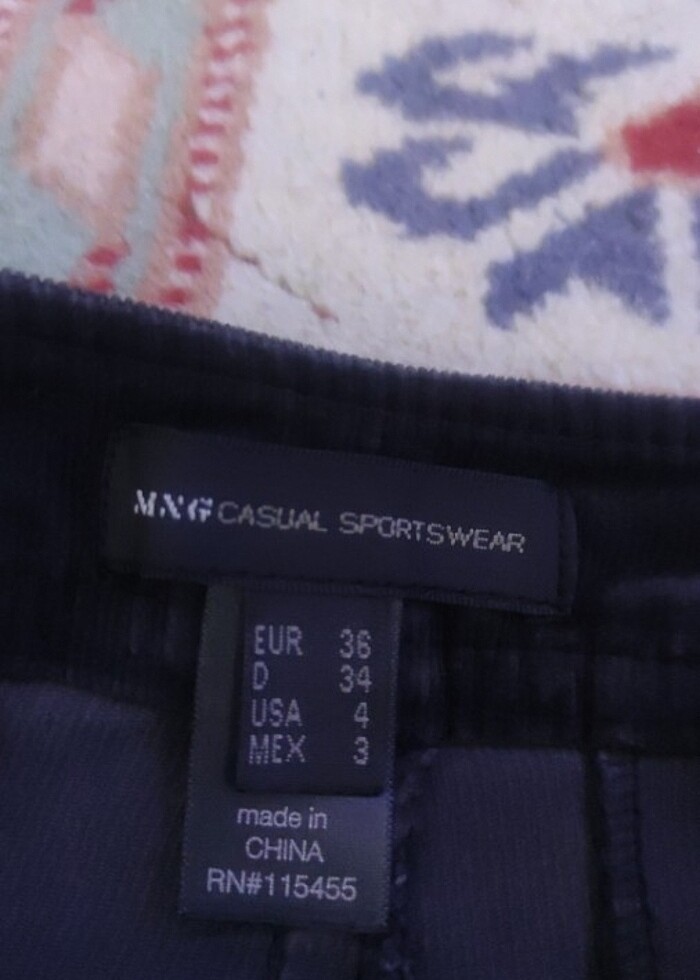 MNG CASUAL SPORTSWEAR
EUR 36
D 34
USA 4
MEX 3
made in
CHINA
RN#115455